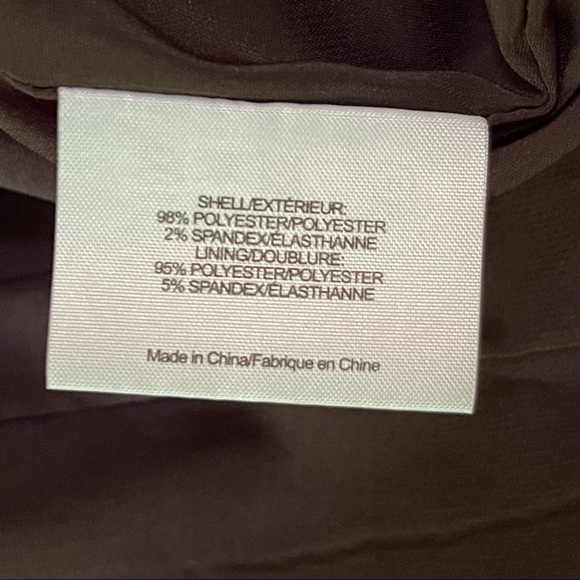 SHELL/EXTÉRIEUR:
98% POLYESTER/POLYESTER
2% SPANDEX/ÉLASTHANNE
LINING/DOUBLURE:
95% POLYESTER/POLYESTER
5% SPANDEX/ÉLASTHANNE
Made in China/Fabrique en Chine